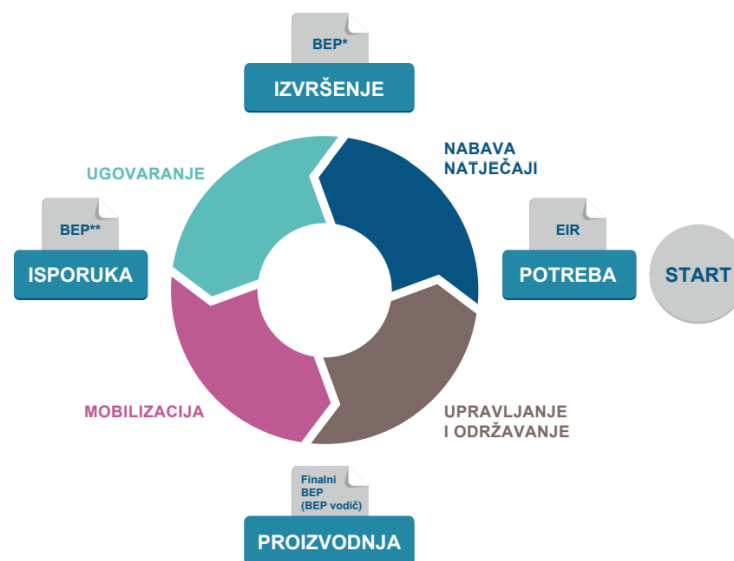 BEP*
IZVRŠENJE
UGOVARANJE
NABAVA
NATJEČAJI
BEP**
ISPORUKA
EIR
POTREBA
START
MOBILIZACIJA
UPRAVLJANJE
I ODRŽAVANJE
Finalni
BEP
(BEP vodič)
PROIZVODNJA